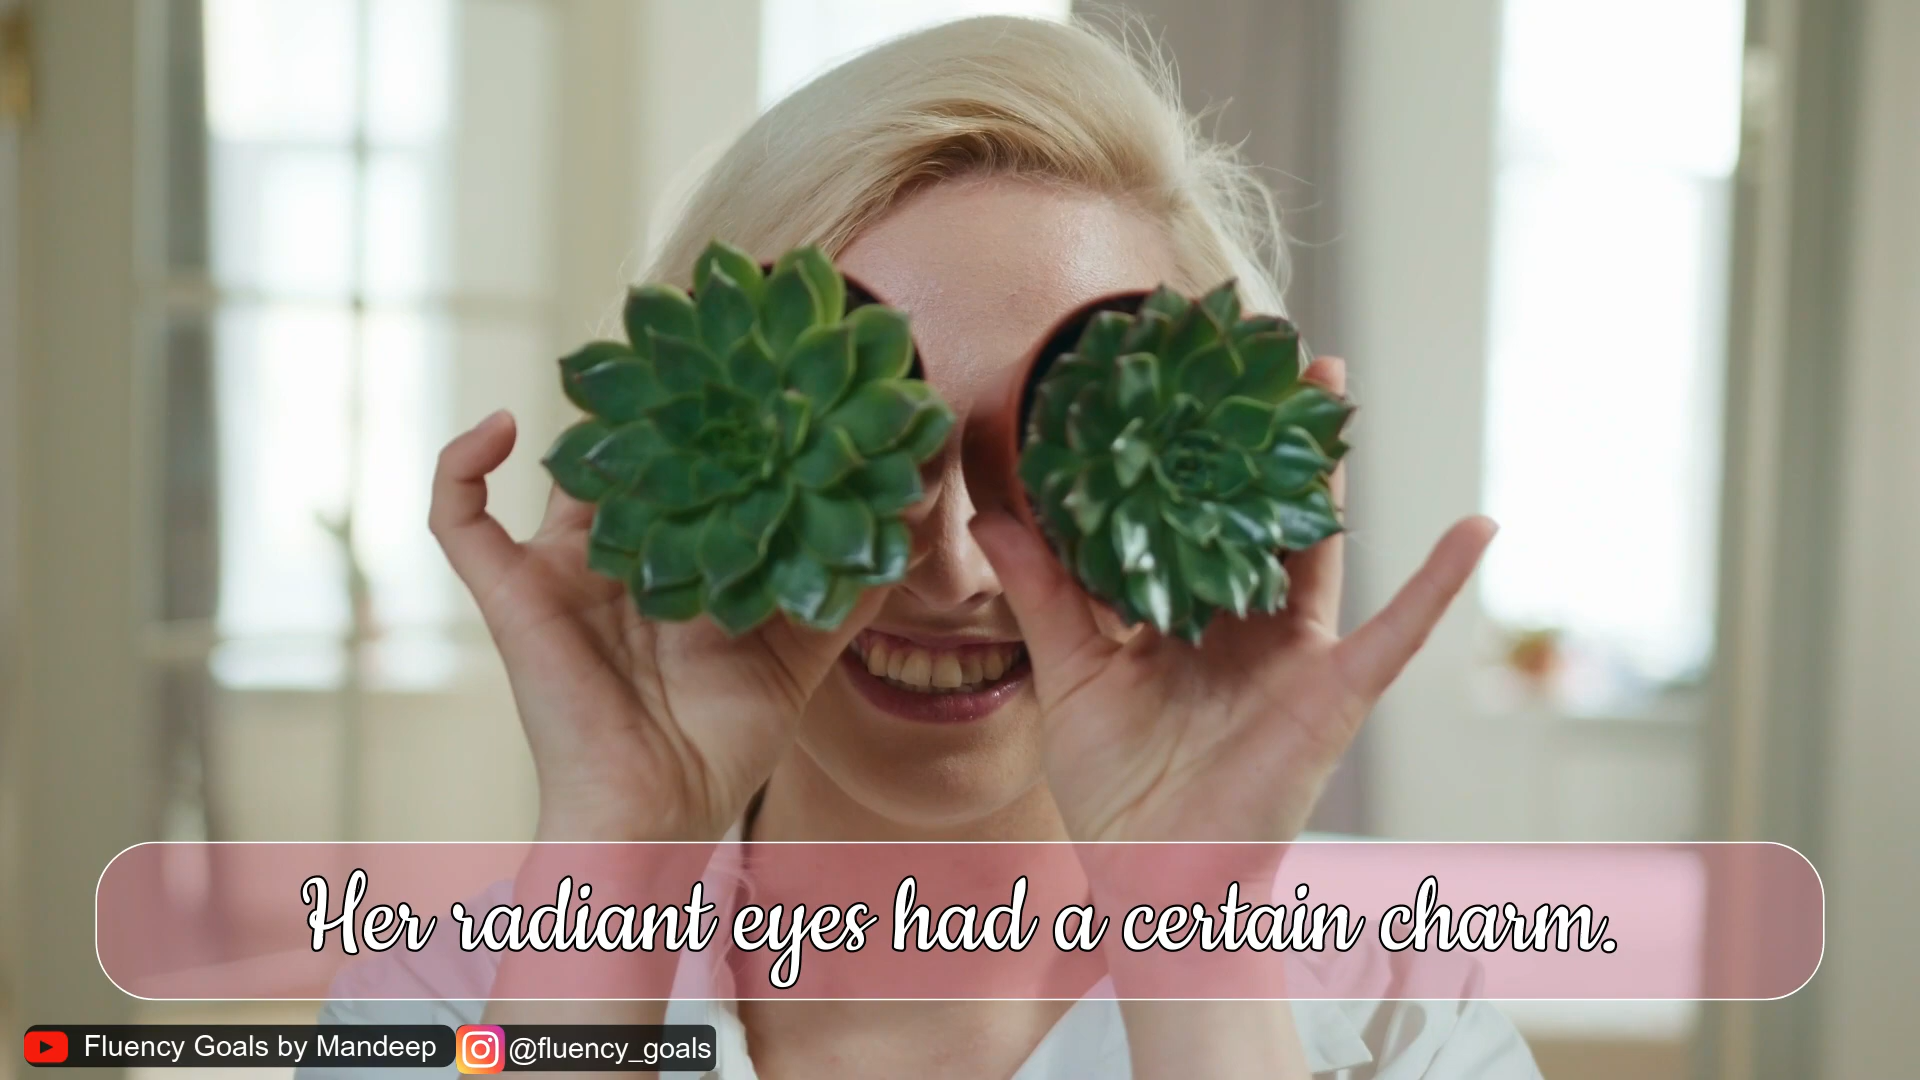 Her radiant eyes had a certain charm.
Fluency Goals by Mandeep
@fluency_goals